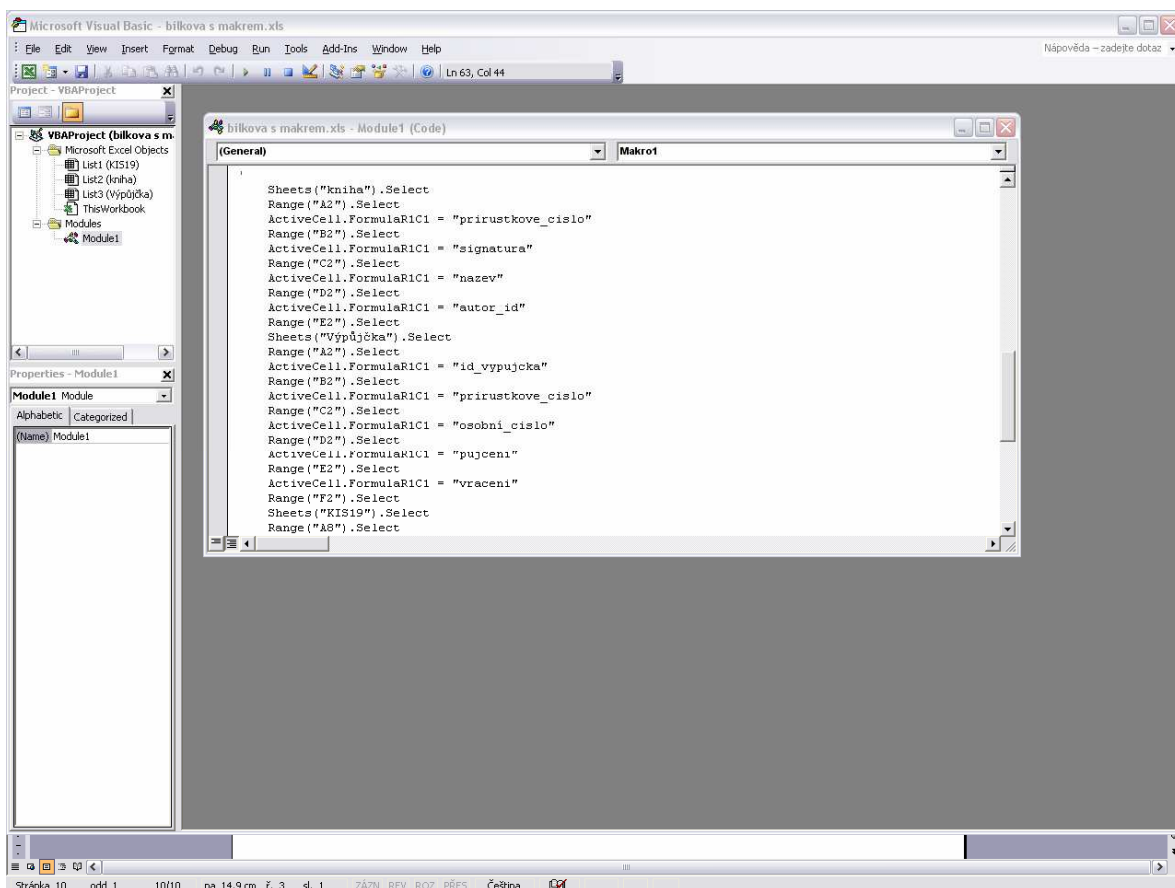 Microsoft Visual Basic - bilkova s makrem.xls
File Edit View Insert Format Debug Run Tools Add-Ins Window Help
Nápověda – zadejte dotaz
Ln 63, Col 44
Project - VBAProject
VBAProject (bilkova s m
Microsoft Excel Objects
List1 (KIS19)
List2 (kniha)
List3 (Výpůjčka)
ThisWorkbook
Modules
Module1
Properties - Module1
Module1 Module
Alphabetic Categorized
(Name) Module1
bilkova s makrem.xls - Module1 (Code)
(General) Makro1
'
Sheets("kniha").Select
Range("A2").Select
ActiveCell.FormulaR1C1 = "prirustkove_cislo"
Range("B2").Select
ActiveCell.FormulaR1C1 = "signatura"
Range("C2").Select
ActiveCell.FormulaR1C1 = "nazev"
Range("D2").Select
ActiveCell.FormulaR1C1 = "autor_id"
Range("E2").Select
Sheets("Výpůjčka").Select
Range("A2").Select
ActiveCell.FormulaR1C1 = "id_vypujcka"
Range("B2").Select
ActiveCell.FormulaR1C1 = "prirustkove_cislo"
Range("C2").Select
ActiveCell.FormulaR1C1 = "osobní_cislo"
Range("D2").Select
ActiveCell.FormulaR1C1 = "pujceni"
Range("E2").Select
ActiveCell.FormulaR1C1 = "vraceni"
Range("F2").Select
Sheets("KIS19").Select
Range("A8").Select
Stránka 10 odd 1 10/10 na 14,9 cm ř. 3 sl. 1 ZÁZN REV ROZ PŘES Čeština